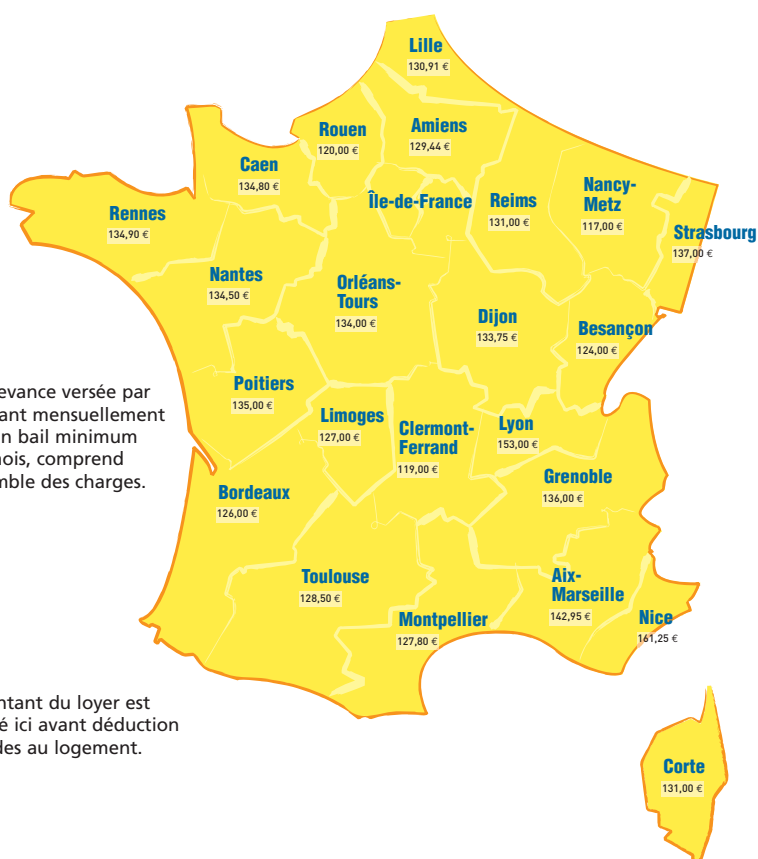 Lille
130,91 €
Rouen
120,00 €
Amiens
129,44 €
Caen
134,80 €
Île-de-France
Reims
131,00 €
Nancy-
Metz
117,00 €
Strasbourg
137,00 €
Rennes
134,90 €
Nantes
134,50 €
Orléans-
Tours
134,00 €
Dijon
133,75 €
Besançon
124,00 €
evance versée par
ant mensuellement
n bail minimum
ois, comprend
mble des charges.
Poitiers
135,00 €
Limoges
127,00 €
Clermont-
Ferrand
119,00 €
Lyon
153,00 €
Grenoble
136,00 €
Bordeaux
126,00 €
Toulouse
128,50 €
Montpellier
127,80 €
Aix-
Marseille
142,95 €
Nice
161,25 €
ntant du loyer est
é ici avant déduction
des au logement.
Corte
131,00 €